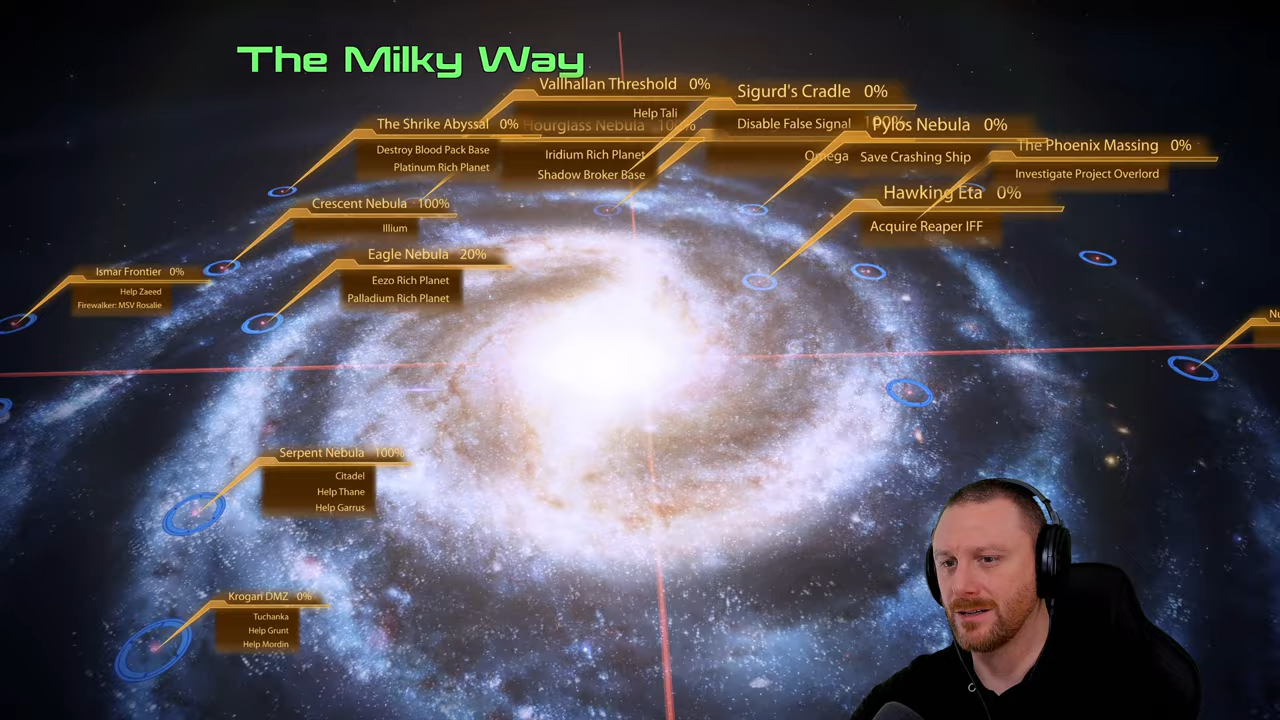 The Milky Way
Vallhallan Threshold 0%
Help Tali
Sigurd's Cradle 0%
Disable False Signal
The Shrike Abyssal 0%
Destroy Blood Pack Base
Platinum Rich Planet
Hourglass Nebula 100%
Iridium Rich Planet
Shadow Broker Base
100%
Omega
Pylos Nebula 0%
Save Crashing Ship
The Phoenix Massing 0%
Investigate Project Overlord
Hawking Eta 0%
Acquire Reaper IFF
Crescent Nebula 100%
Illium
Eagle Nebula 20%
Eezo Rich Planet
Palladium Rich Planet
Ismar Frontier 0%
Help Zaeed
Firewalker: MSV Rosalie
Serpent Nebula 100%
Citadel
Help Thane
Help Garrus
Krogan DMZ 0%
Tuchanka
Help Grunt
Help Mordin